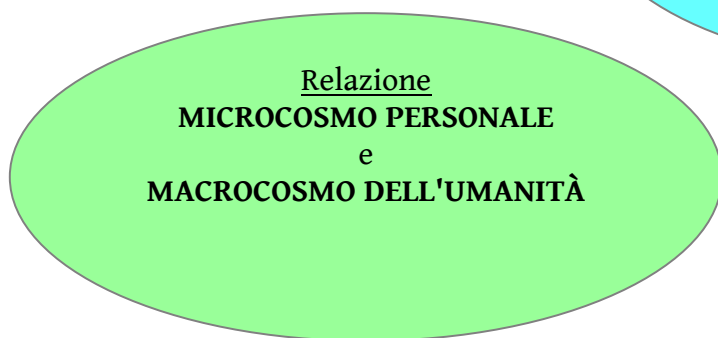 Relazione
MICROCOSMO PERSONALE
e
MACROCOSMO DELL'UMANITÀ